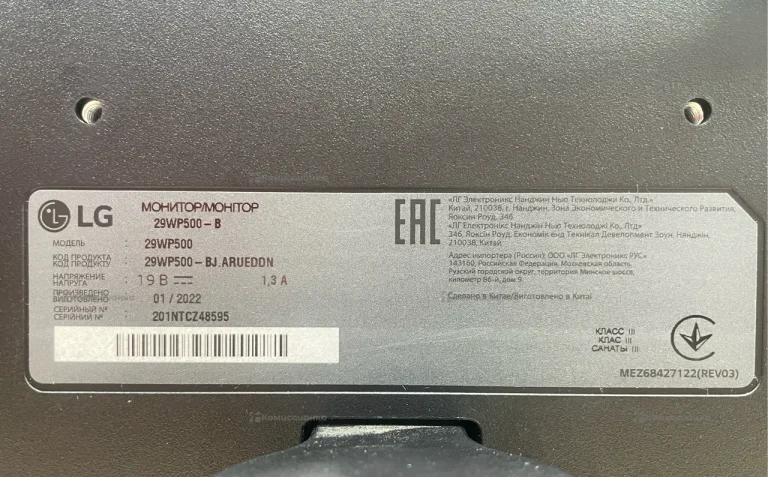 LG
МОНИТОР/МОНІТОР
29WP500-B
МОДЕЛЬ : 29WP500
КОД ПРОДУКТА
КОД ПРОДУКТУ : 29WP500-BJ.ARUEDDN
НАПРЯЖЕНИЕ
НАПРУГА : 19 В 1,3 А
ПРОИЗВЕДЕНО
ВИГОТОВЛЕНО : 01 / 2022
СЕРИЙНЫЙ №
СЕРІЙНИЙ № : 201NTCZ48595
EAC
«ЛГ Электроникс Нанджин Нью Технолоджи Ко., Лтд.»
Китай, 210038, г. Нанджин, Зона Экономического и Технического Развития,
Яоксин Роуд, 346
«ЛГ Електронікс Нанджін Нью Технолоджі Ко., Лтд.»
346, Яоксін Роуд, Економік енд Текнікал Девелопмент Зоун, Нанджін,
210038, Китай
Адрес импортера (Россия): ООО «ЛГ Электроникс РУС»
143160, Российская Федерация, Московская область,
Рузский городской округ, территория Минское шоссе,
километр 86-й, дом 9.
Сделано в Китае/Виготовлено в Китаї
КЛАСС III
КЛАС III
САНАТЫ III
MEZ68427122(REV03)
Комиссионка